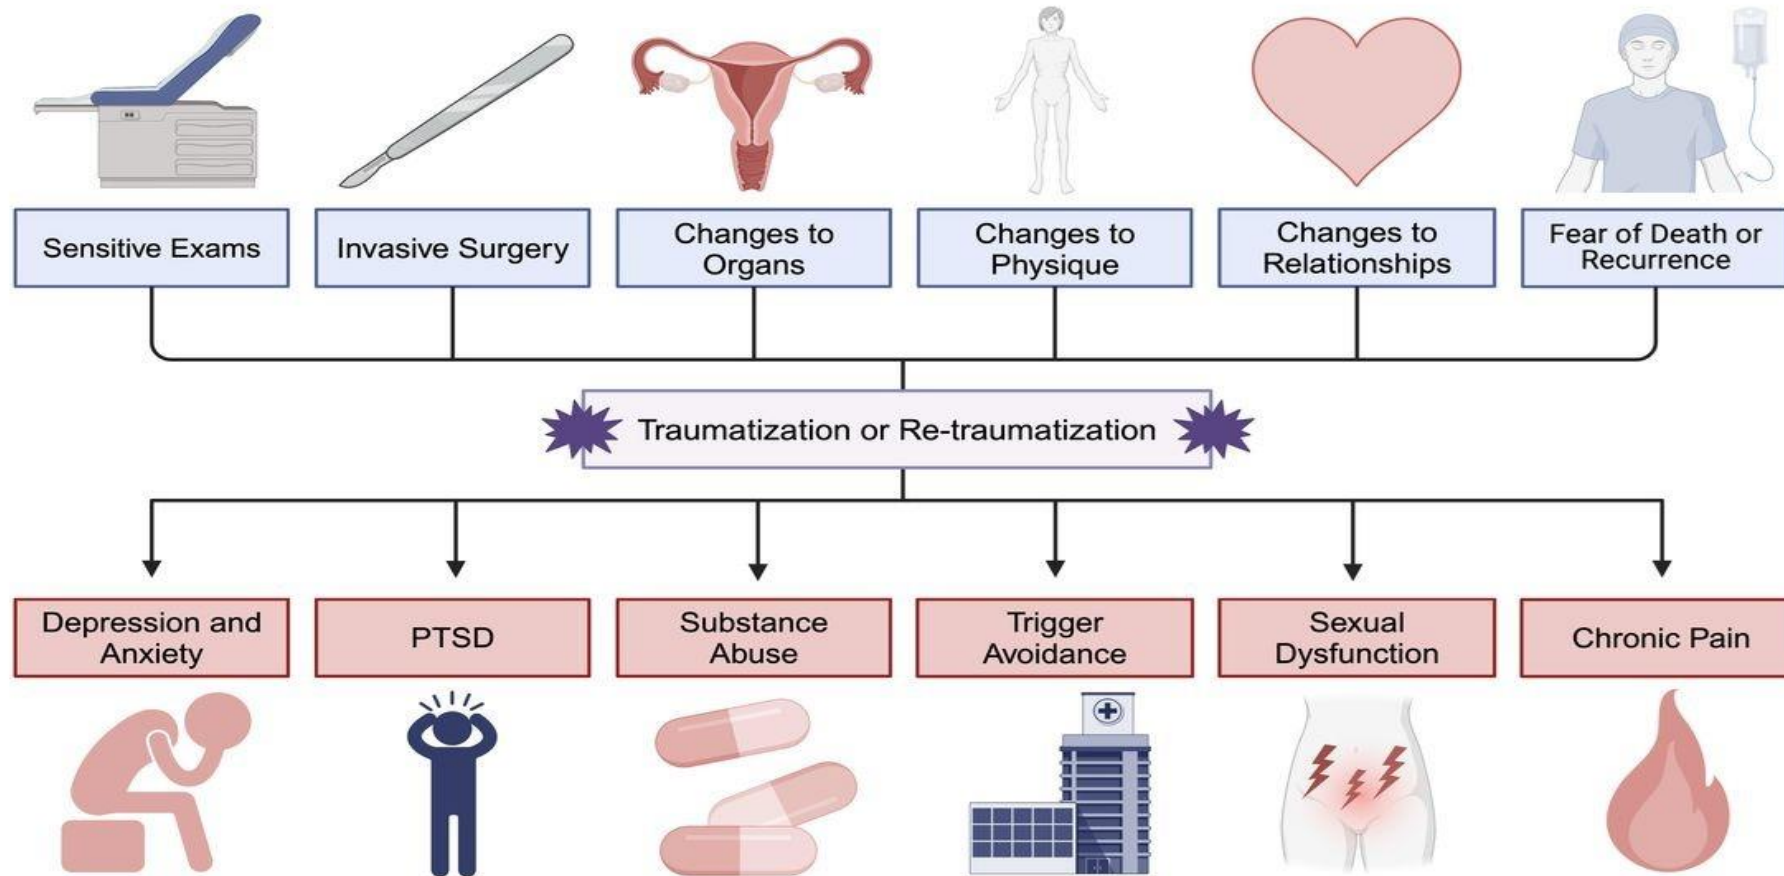 Sensitive Exams
Invasive Surgery
Changes to
Organs
Changes to
Physique
Changes to
Relationships
Fear of Death or
Recurrence
Traumatization or Re-traumatization
Depression and
Anxiety
PTSD
Substance
Abuse
Trigger
Avoidance
Sexual
Dysfunction
Chronic Pain